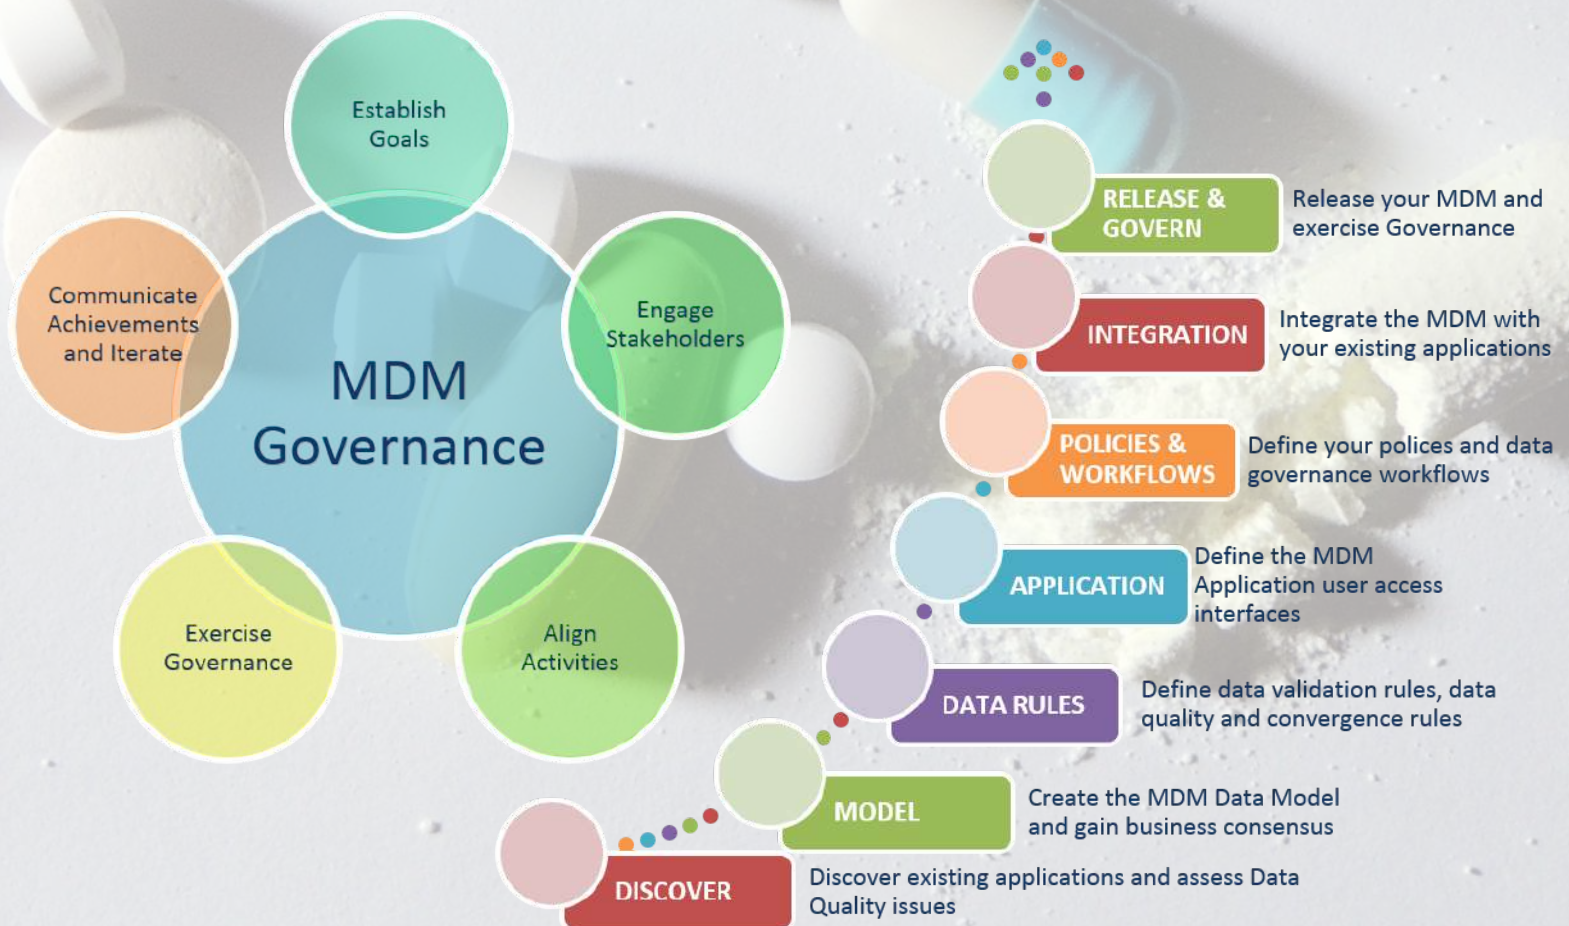 Establish
Goals
Communicate
Achievements
and Iterate
Engage
Stakeholders
MDM
Governance
Exercise
Governance
Align
Activities
RELEASE &
GOVERN
Release your MDM and
exercise Governance
INTEGRATION
Integrate the MDM with
your existing applications
POLICIES &
WORKFLOWS
Define your polices and data
governance workflows
APPLICATION
Define the MDM
Application user access
interfaces
DATA RULES
Define data validation rules, data
quality and convergence rules
MODEL
Create the MDM Data Model
and gain business consensus
DISCOVER
Discover existing applications and assess Data
Quality issues